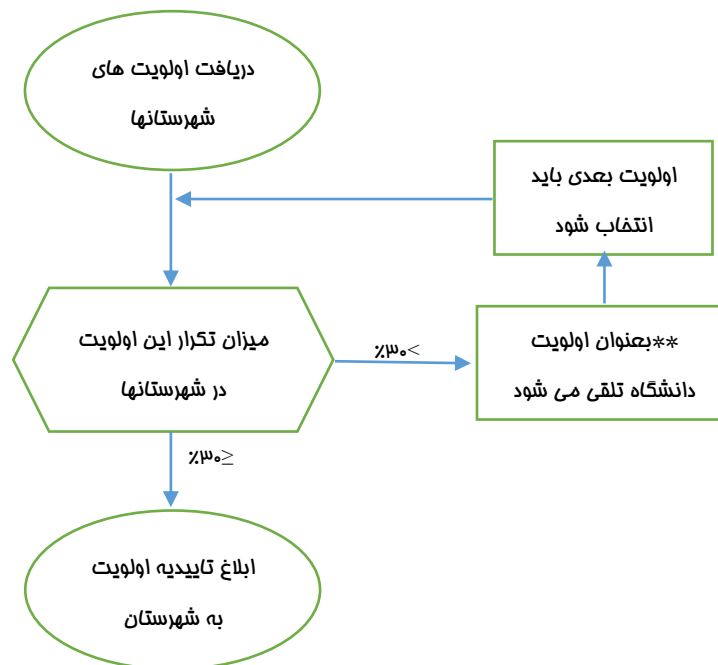 دریافت اولویت های
شهرستانها
اولویت بعدی باید
انتخاب شود
میزان تکرار این اولویت
در شهرستانها
٪۳۰>
**بعنوان اولویت
دانشگاه تلقی می شود
٪۳۰≥
ابلاغ تاییدیه اولویت
به شهرستان